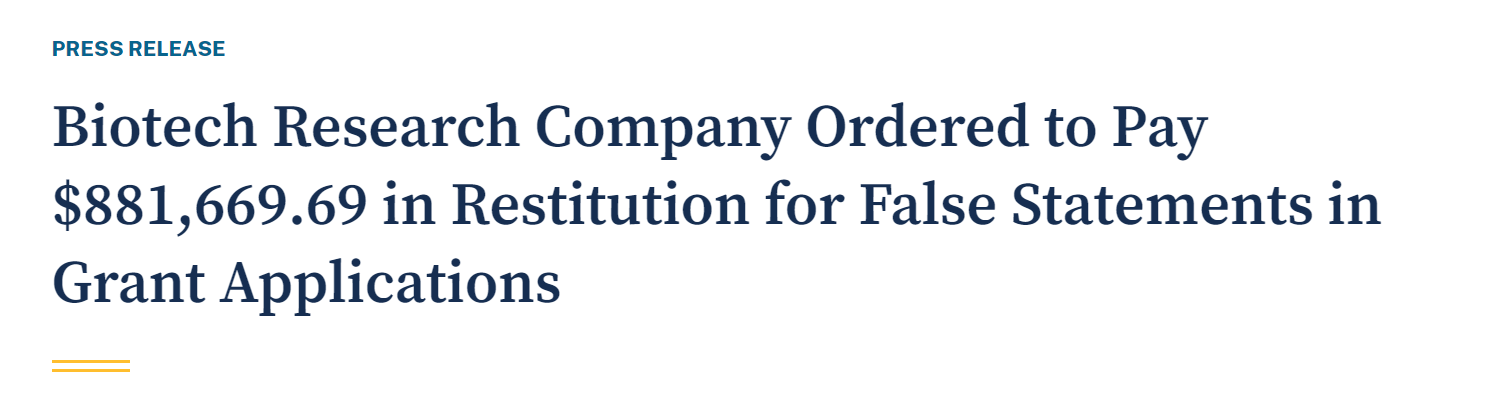 PRESS RELEASE
Biotech Research Company Ordered to Pay
$881,669.69 in Restitution for False Statements in
Grant Applications